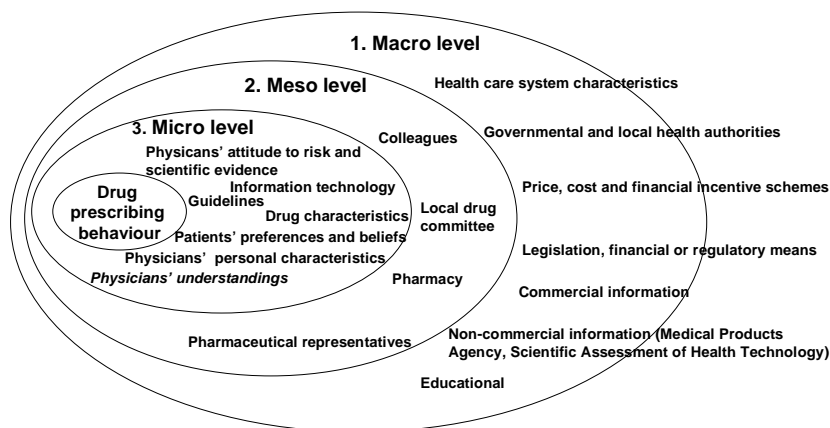 1. Macro level
Health care system characteristics
Governmental and local health authorities
Price, cost and financial incentive schemes
Legislation, financial or regulatory means
Commercial information
Non-commercial information (Medical Products
Agency, Scientific Assessment of Health Technology)
Educational
2. Meso level
Colleagues
Local drug
committee
Pharmacy
Pharmaceutical representatives
3. Micro level
Physicans' attitude to risk and
scientific evidence
Information technology
Guidelines
Drug characteristics
Patients' preferences and beliefs
Physicians' personal characteristics
Physicians' understandings
Drug
prescribing
behaviour